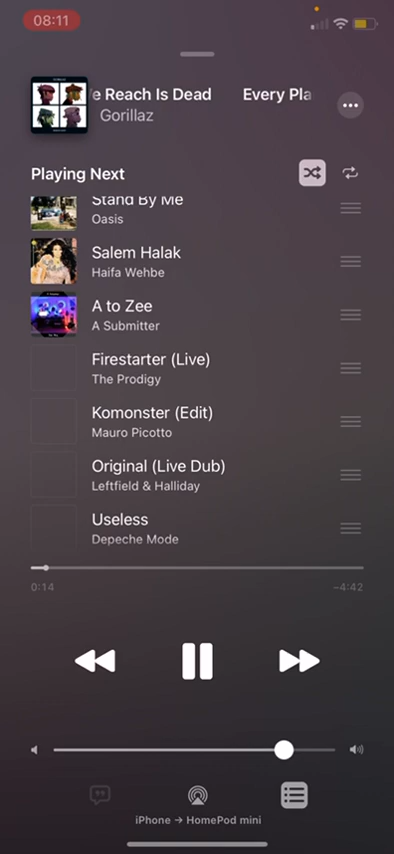 08:11
e Reach Is Dead
Every Pla
Gorillaz
Playing Next
Stand By Me
Oasis
Salem Halak
Haifa Wehbe
A to Zee
A Submitter
Firestarter (Live)
The Prodigy
Komonster (Edit)
Mauro Picotto
Original (Live Dub)
Leftfield & Halliday
Useless
Depeche Mode
0:14
−4:42
iPhone → HomePod mini